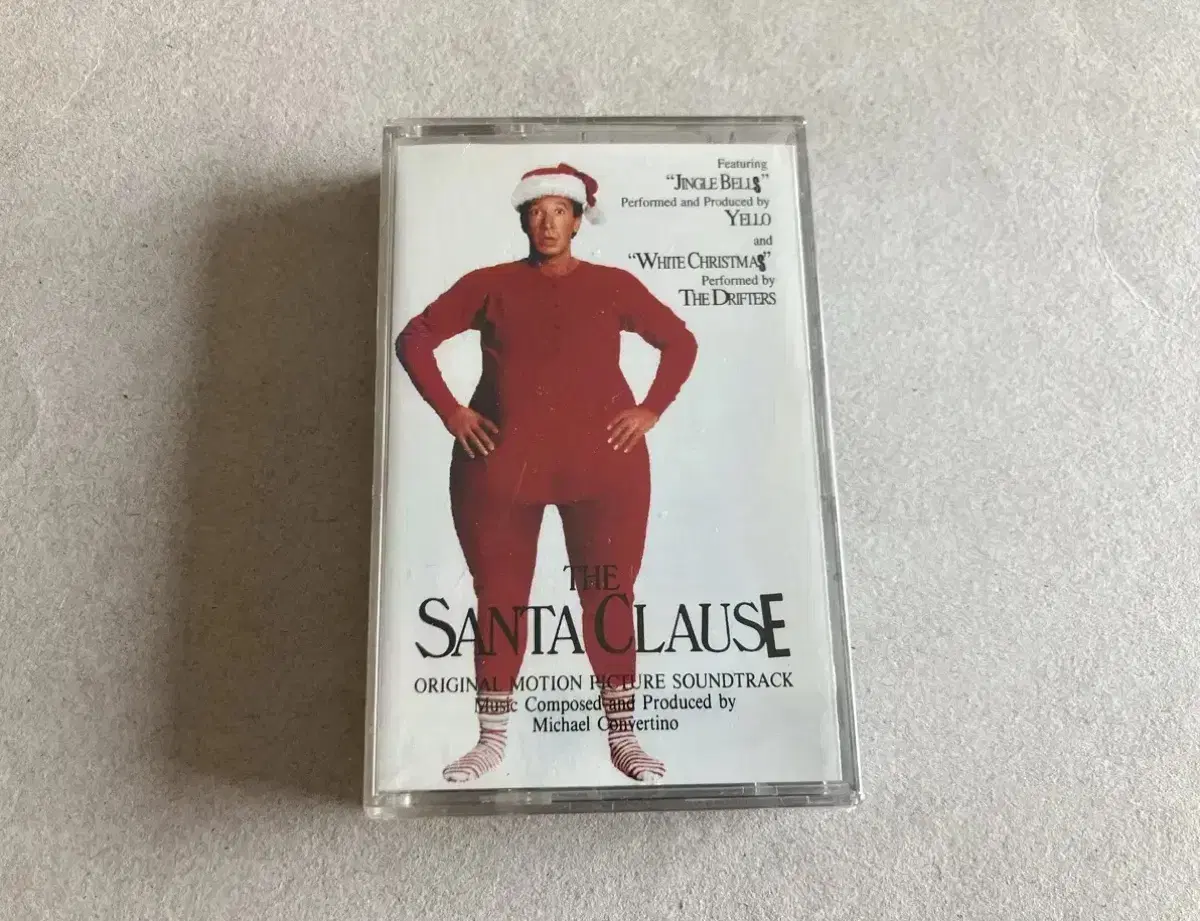 Featuring
"JINGLE BELLS"
Performed and Produced by
YELLO
and
"WHITE CHRISTMAS"
Performed by
THE DRIFTERS
THE
SANTA CLAUSE
ORIGINAL MOTION PICTURE SOUNDTRACK
Music Composed and Produced by
Michael Convertino